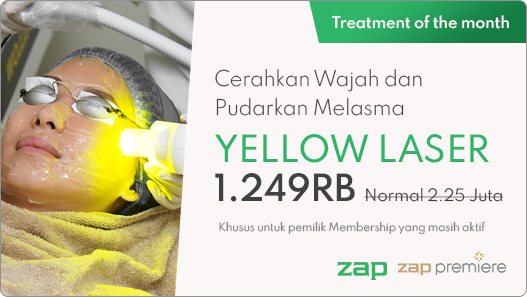 Treatment of the month
Cerahkan Wajah dan
Pudarkan Melasma
YELLOW LASER
1.249RB Normal 2.25 Juta
Khusus untuk pemilik Membership yang masih aktif
zap zap premiere